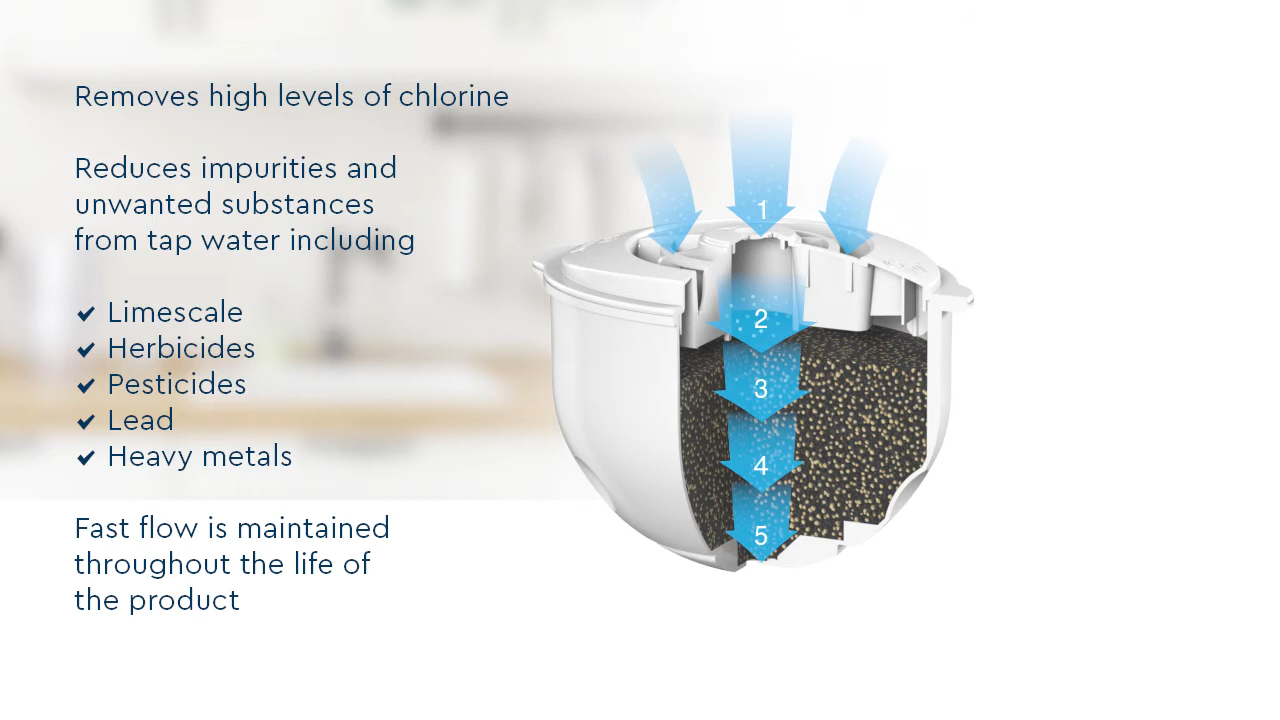 Removes high levels of chlorine
Reduces impurities and
unwanted substances
from tap water including
✔ Limescale
✔ Herbicides
✔ Pesticides
✔ Lead
✔ Heavy metals
Fast flow is maintained
throughout the life of
the product
1
2
3
4
5